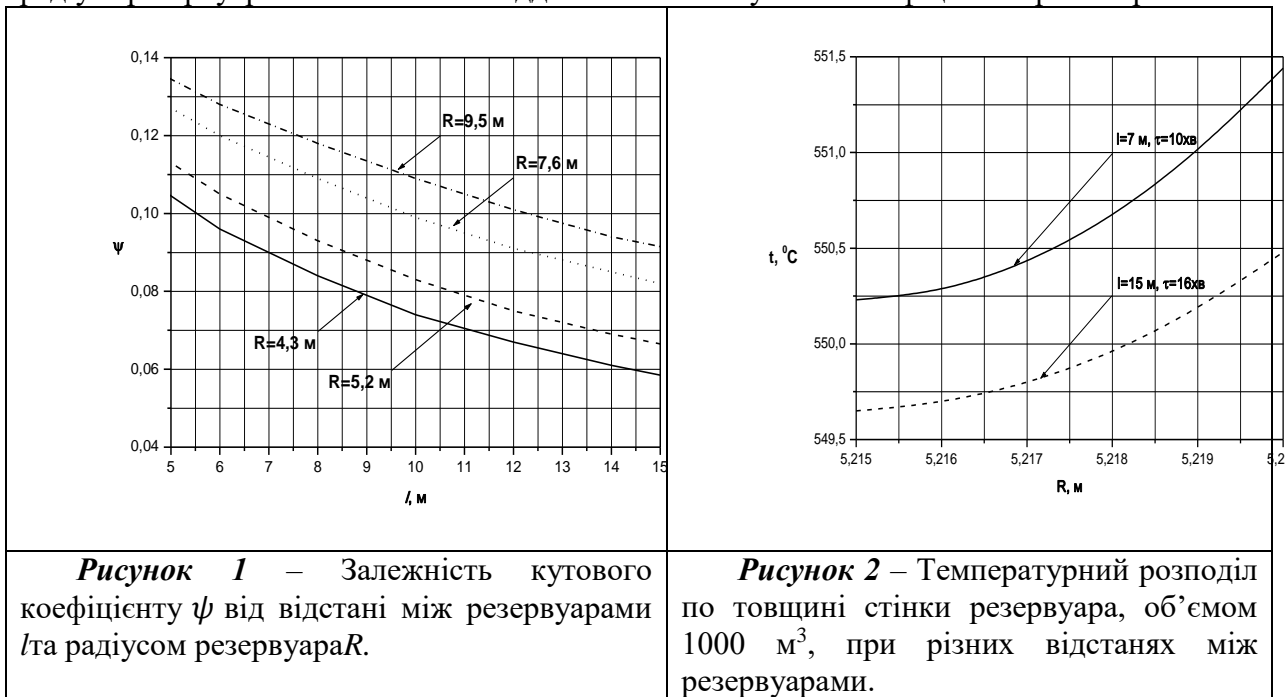 0,14
0,12
0,10
0,08
0,06
0,04
ψ
R=9,5 м
R=7,6 м
R=4,3 м
R=5,2 м
5 6 7 8 9 10 11 12 13 14 15
l, м
551,5
551,0
550,5
550,0
549,5
t, ⁰C
l=7 м, τ=10хв
l=15 м, τ=16хв
5,215 5,216 5,217 5,218 5,219 5,2
R, м
Рисунок 1 – Залежність кутового
коефіцієнту ψ від відстані між резервуарами
lта радіусом резервуараR.
Рисунок 2 – Температурний розподіл
по товщині стінки резервуара, об’ємом
1000 м³, при різних відстанях між
резервуарами.